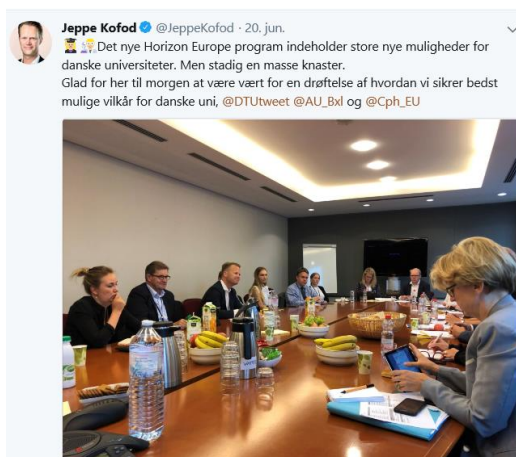 Jeppe Kofod @JeppeKofod · 20. jun.
Det nye Horizon Europe program indeholder store nye muligheder for
danske universiteter. Men stadig en masse knaster.
Glad for her til morgen at være vært for en drøftelse af hvordan vi sikrer bedst
mulige vilkår for danske uni, @DTUtweet @AU_Bxl og @Cph_EU